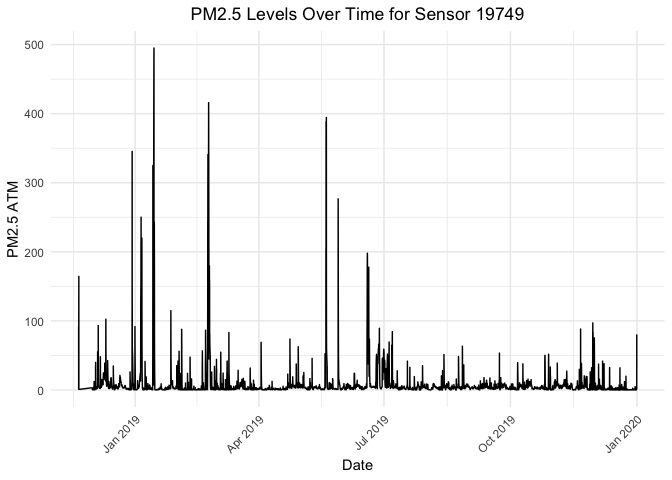 PM2.5 Levels Over Time for Sensor 19749
PM2.5 ATM
500
400
300
200
100
0
Jan 2019
Apr 2019
Jul 2019
Oct 2019
Jan 2020
Date